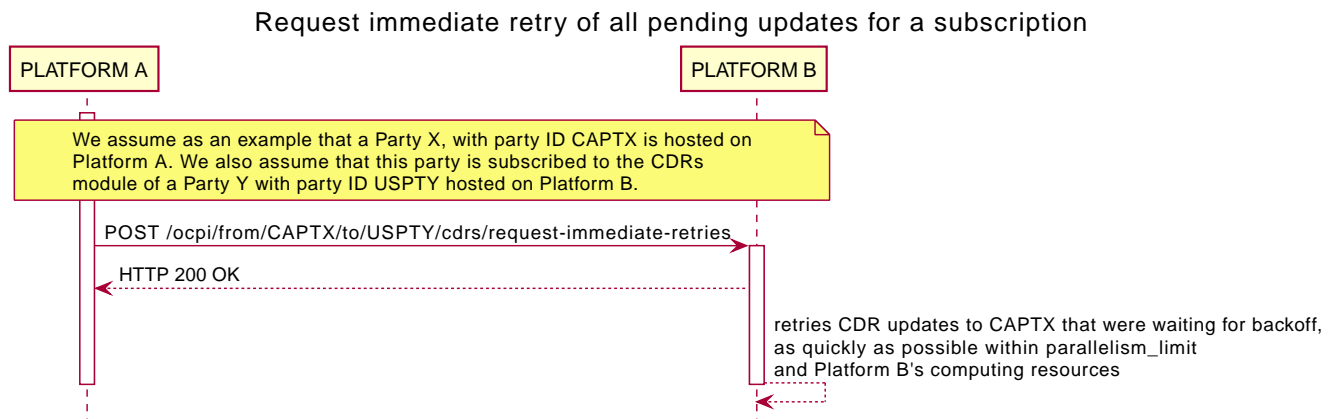 Request immediate retry of all pending updates for a subscription
PLATFORM A
PLATFORM B
We assume as an example that a Party X, with party ID CAPTX is hosted on
Platform A. We also assume that this party is subscribed to the CDRs
module of a Party Y with party ID USPTY hosted on Platform B.
POST /ocpi/from/CAPTX/to/USPTY/cdrs/request-immediate-retries
HTTP 200 OK
retries CDR updates to CAPTX that were waiting for backoff,
as quickly as possible within parallelism_limit
and Platform B's computing resources